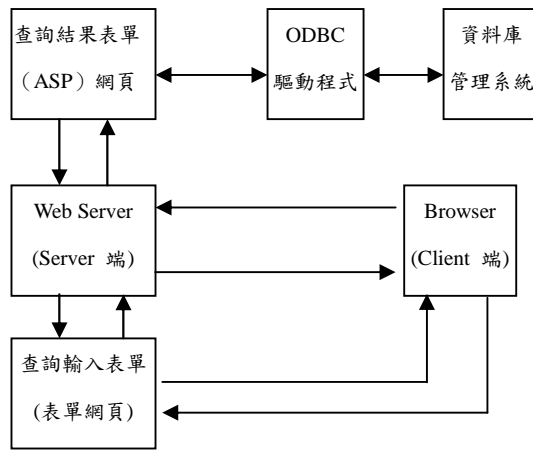 查詢結果表單
（ASP）網頁
ODBC
驅動程式
資料庫
管理系統
Web Server
(Server 端)
Browser
(Client 端)
查詢輸入表單
(表單網頁)